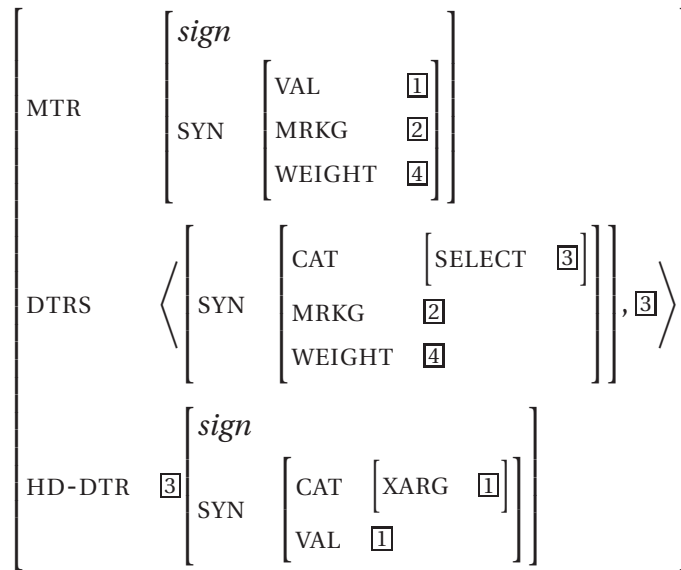 sign
VAL 1
MTR SYN MRKG 2
WEIGHT 4
CAT [SELECT 3]
DTRS ⟨ SYN MRKG 2 , 3 ⟩
WEIGHT 4
sign
HD-DTR 3 SYN CAT [XARG 1]
VAL 1